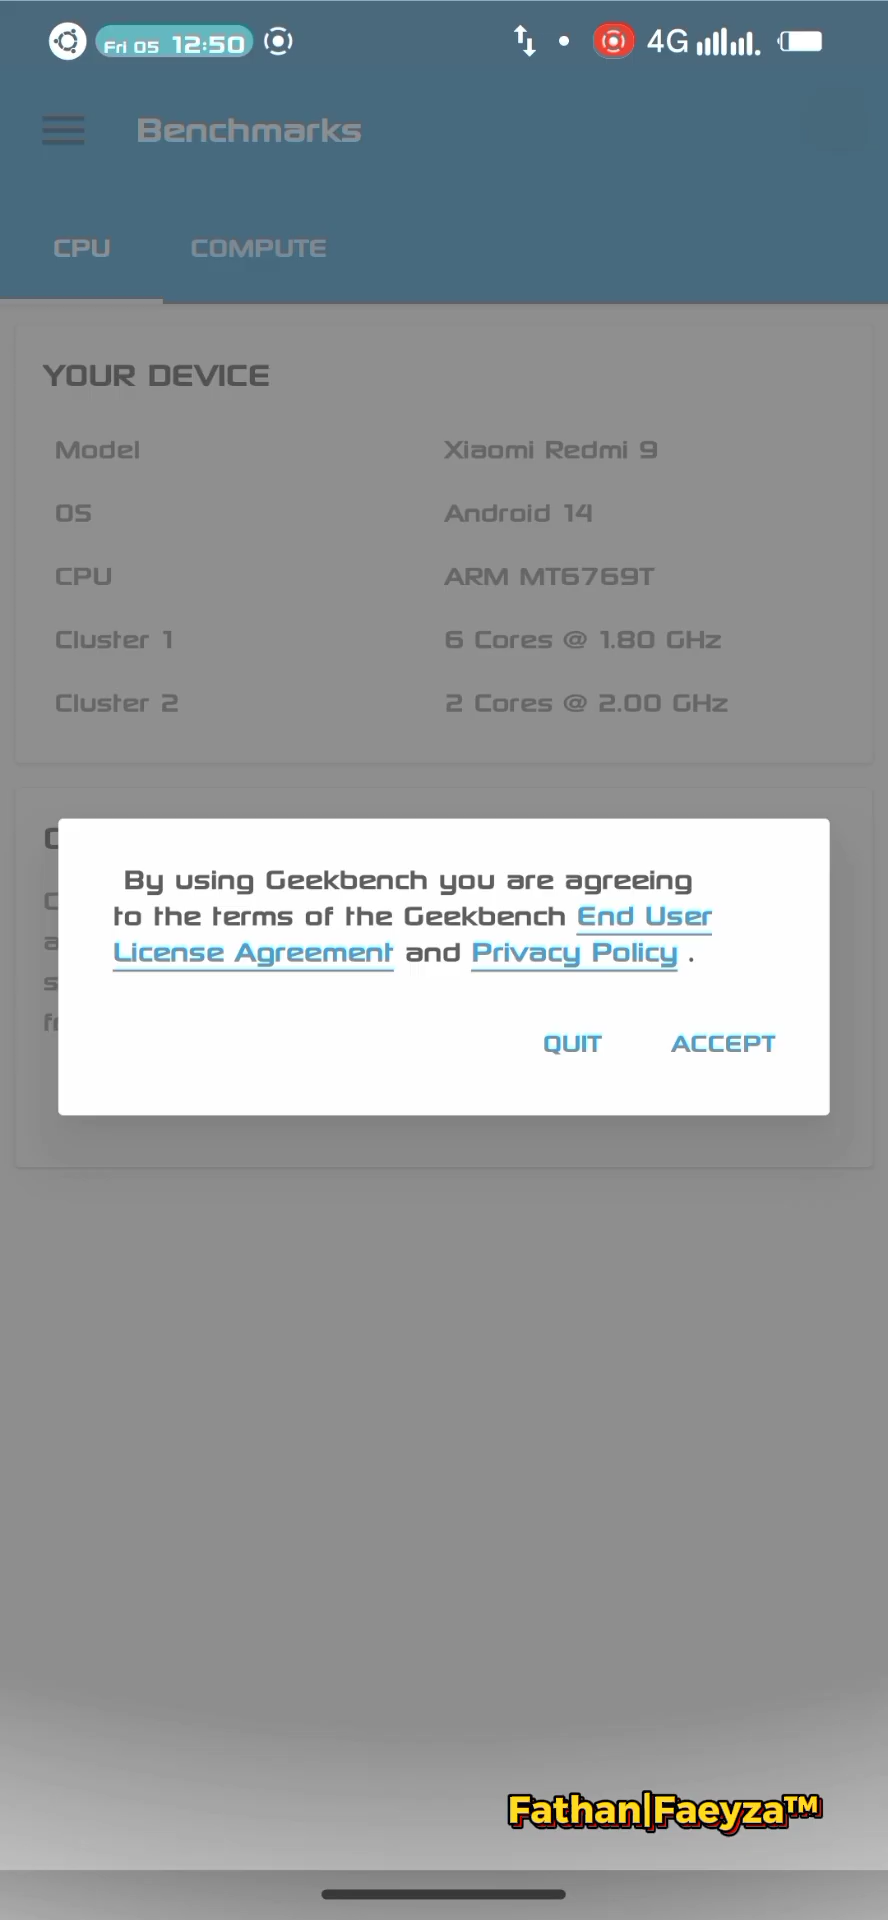 Fri 05 12:50 4G
Benchmarks
CPU COMPUTE
YOUR DEVICE
Model Xiaomi Redmi 9
OS Android 14
CPU ARM MT6769T
Cluster 1 6 Cores @ 1.80 GHz
Cluster 2 2 Cores @ 2.00 GHz
By using Geekbench you are agreeing
to the terms of the Geekbench End User
License Agreement and Privacy Policy .
QUIT ACCEPT
Fathan|Faeyza™